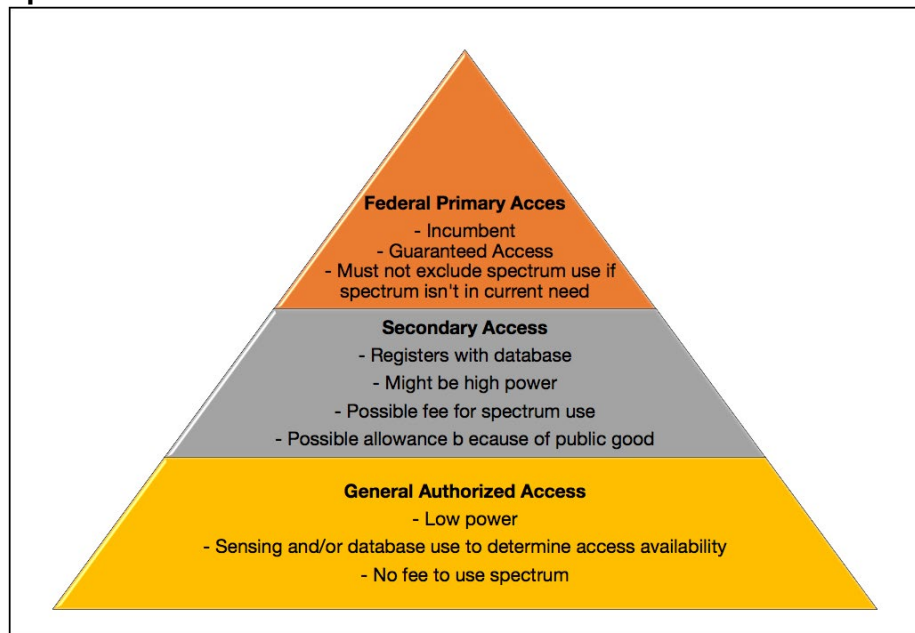 Federal Primary Acces
- Incumbent
- Guaranteed Access
- Must not exclude spectrum use if
spectrum isn't in current need
Secondary Access
- Registers with database
- Might be high power
- Possible fee for spectrum use
- Possible allowance b ecause of public good
General Authorized Access
- Low power
- Sensing and/or database use to determine access availability
- No fee to use spectrum